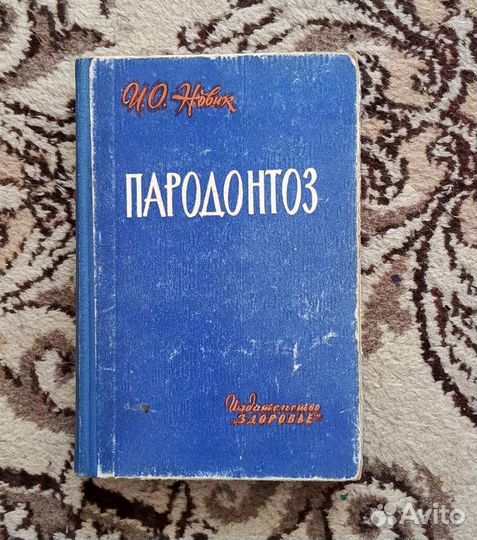 И.О. Новик
ПАРОДОНТОЗ
Издательство
„ЗДОРОВЬЕ"
Avito